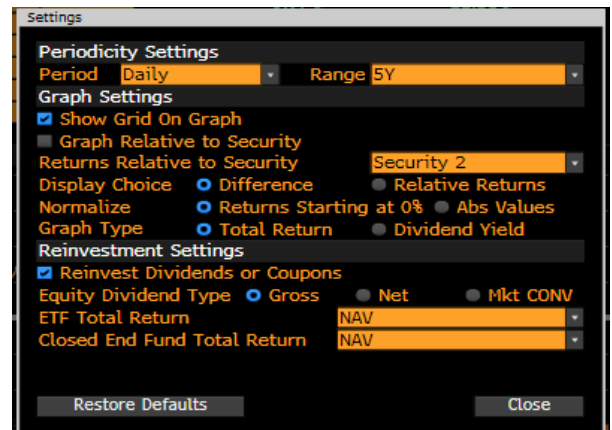 Settings
Periodicity Settings
Period Daily Range 5Y
Graph Settings
Show Grid On Graph
Graph Relative to Security
Returns Relative to Security Security 2
Display Choice Difference Relative Returns
Normalize Returns Starting at 0% Abs Values
Graph Type Total Return Dividend Yield
Reinvestment Settings
Reinvest Dividends or Coupons
Equity Dividend Type Gross Net Mkt CONV
ETF Total Return NAV
Closed End Fund Total Return NAV
Restore Defaults Close